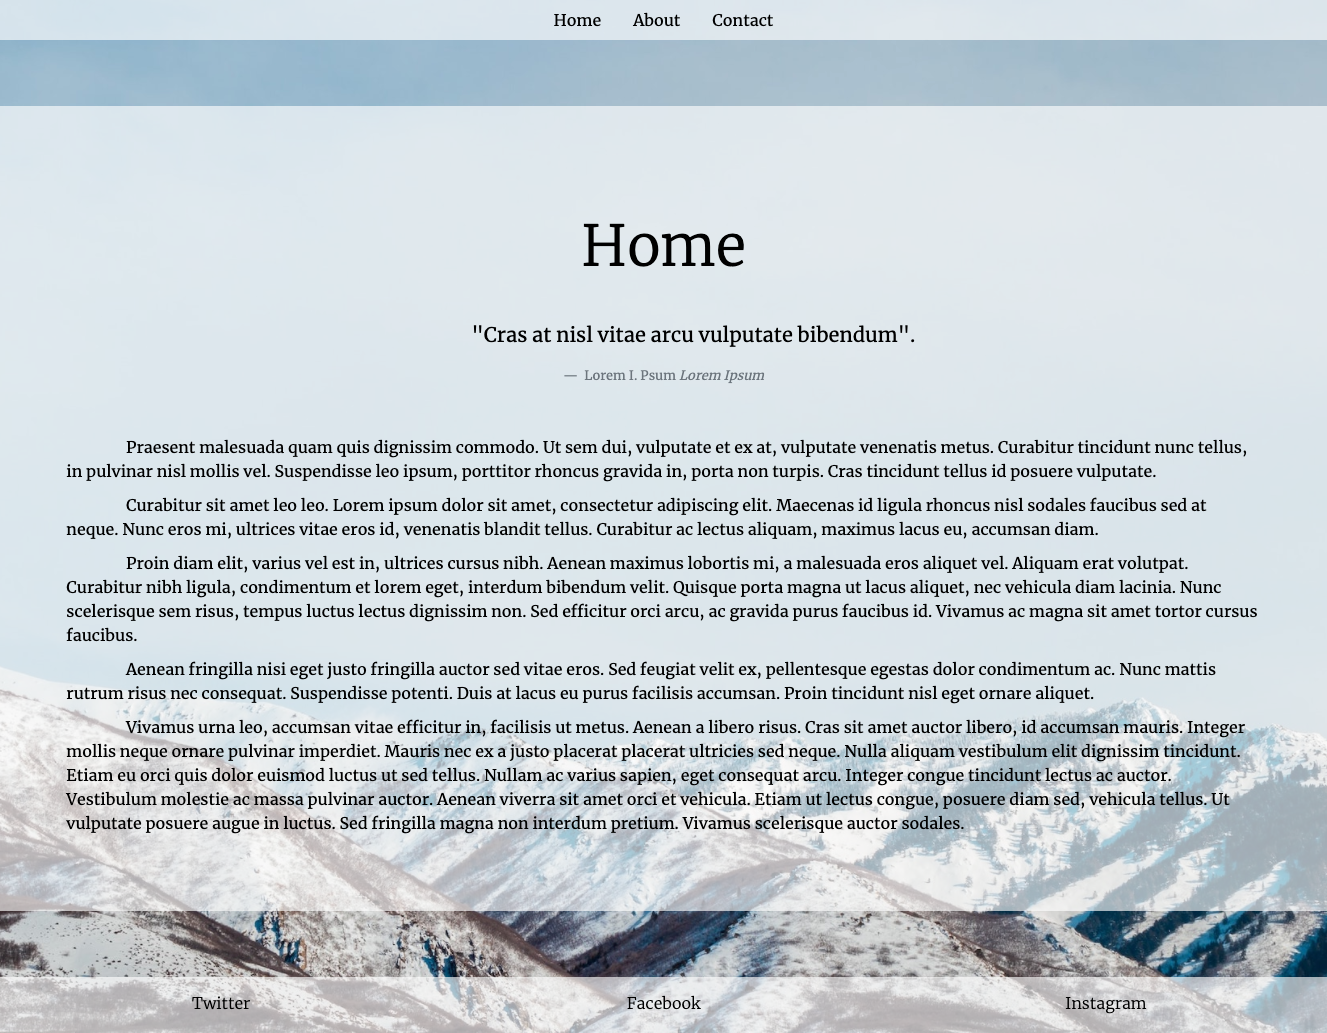 Home About Contact
Home
"Cras at nisl vitae arcu vulputate bibendum".
— Lorem I. Psum Lorem Ipsum
Praesent malesuada quam quis dignissim commodo. Ut sem dui, vulputate et ex at, vulputate venenatis metus. Curabitur tincidunt nunc tellus,
in pulvinar nisl mollis vel. Suspendisse leo ipsum, porttitor rhoncus gravida in, porta non turpis. Cras tincidunt tellus id posuere vulputate.
Curabitur sit amet leo leo. Lorem ipsum dolor sit amet, consectetur adipiscing elit. Maecenas id ligula rhoncus nisl sodales faucibus sed at
neque. Nunc eros mi, ultrices vitae eros id, venenatis blandit tellus. Curabitur ac lectus aliquam, maximus lacus eu, accumsan diam.
Proin diam elit, varius vel est in, ultrices cursus nibh. Aenean maximus lobortis mi, a malesuada eros aliquet vel. Aliquam erat volutpat.
Curabitur nibh ligula, condimentum et lorem eget, interdum bibendum velit. Quisque porta magna ut lacus aliquet, nec vehicula diam lacinia. Nunc
scelerisque sem risus, tempus luctus lectus dignissim non. Sed efficitur orci arcu, ac gravida purus faucibus id. Vivamus ac magna sit amet tortor cursus
faucibus.
Aenean fringilla nisi eget justo fringilla auctor sed vitae eros. Sed feugiat velit ex, pellentesque egestas dolor condimentum ac. Nunc mattis
rutrum risus nec consequat. Suspendisse potenti. Duis at lacus eu purus facilisis accumsan. Proin tincidunt nisl eget ornare aliquet.
Vivamus urna leo, accumsan vitae efficitur in, facilisis ut metus. Aenean a libero risus. Cras sit amet auctor libero, id accumsan mauris. Integer
mollis neque ornare pulvinar imperdiet. Mauris nec ex a justo placerat placerat ultricies sed neque. Nulla aliquam vestibulum elit dignissim tincidunt.
Etiam eu orci quis dolor euismod luctus ut sed tellus. Nullam ac varius sapien, eget consequat arcu. Integer congue tincidunt lectus ac auctor.
Vestibulum molestie ac massa pulvinar auctor. Aenean viverra sit amet orci et vehicula. Etiam ut lectus congue, posuere diam sed, vehicula tellus. Ut
vulputate posuere augue in luctus. Sed fringilla magna non interdum pretium. Vivamus scelerisque auctor sodales.
Twitter Facebook Instagram